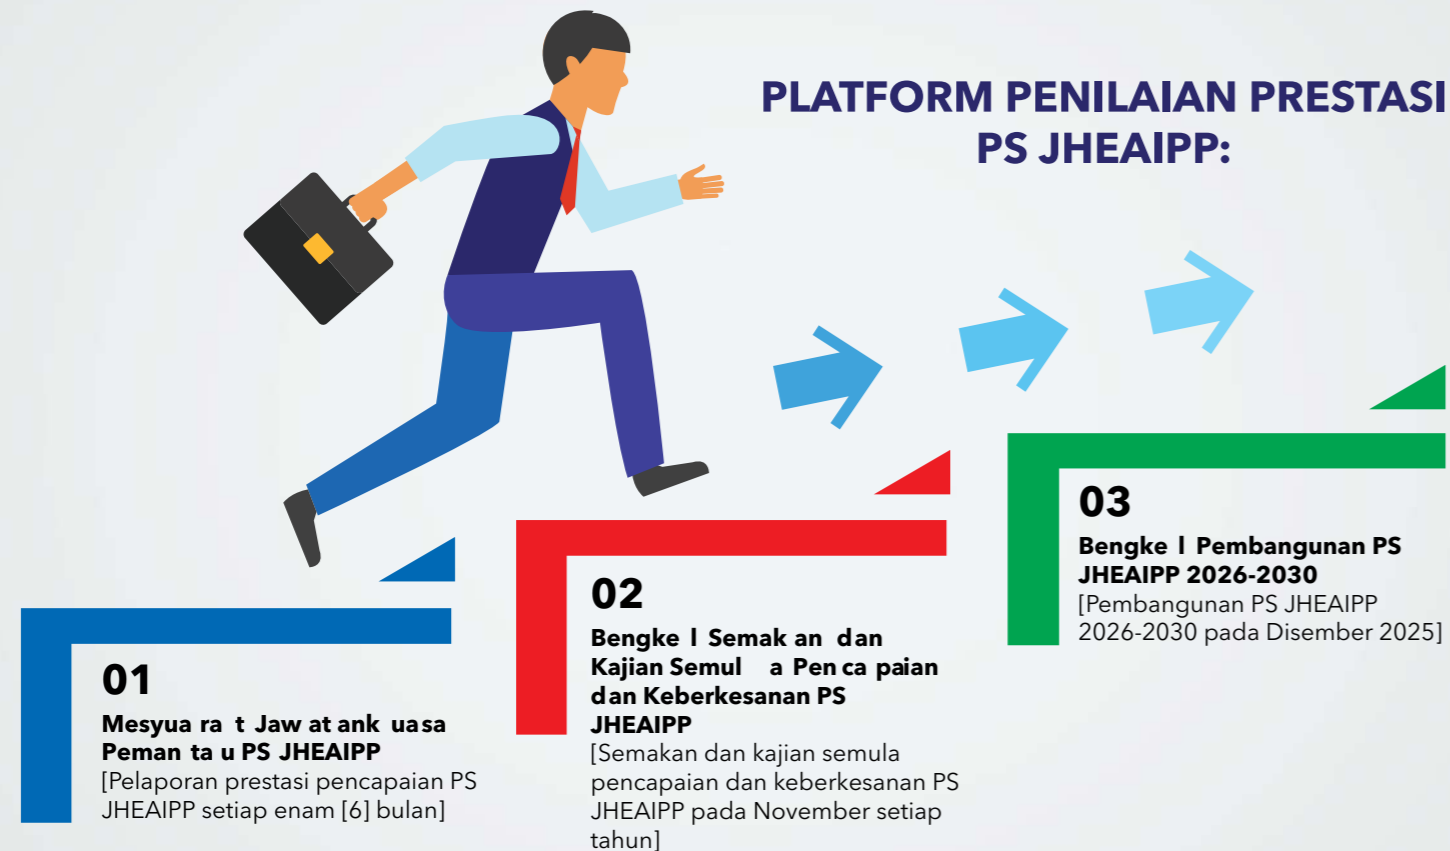 PLATFORM PENILAIAN PRESTASI
PS JHEAIPP:
01
Mesyua ra t Jaw at ank uasa
Peman ta u PS JHEAIPP
[Pelaporan prestasi pencapaian PS
JHEAIPP setiap enam [6] bulan]
02
Bengke l Semak an dan
Kajian Semul a Pen ca paian
dan Keberkesanan PS
JHEAIPP
[Semakan dan kajian semula
pencapaian dan keberkesanan PS
JHEAIPP pada November setiap
tahun]
03
Bengke l Pembangunan PS
JHEAIPP 2026-2030
[Pembangunan PS JHEAIPP
2026-2030 pada Disember 2025]